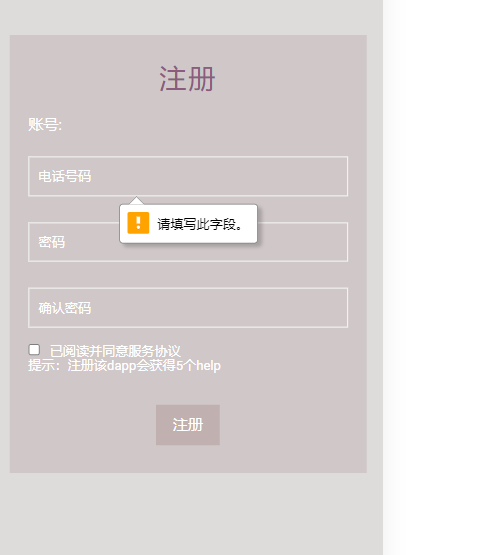 注册
账号:
电话号码
请填写此字段。
密码
确认密码
已阅读并同意服务协议
提示：注册该dapp会获得5个help
注册